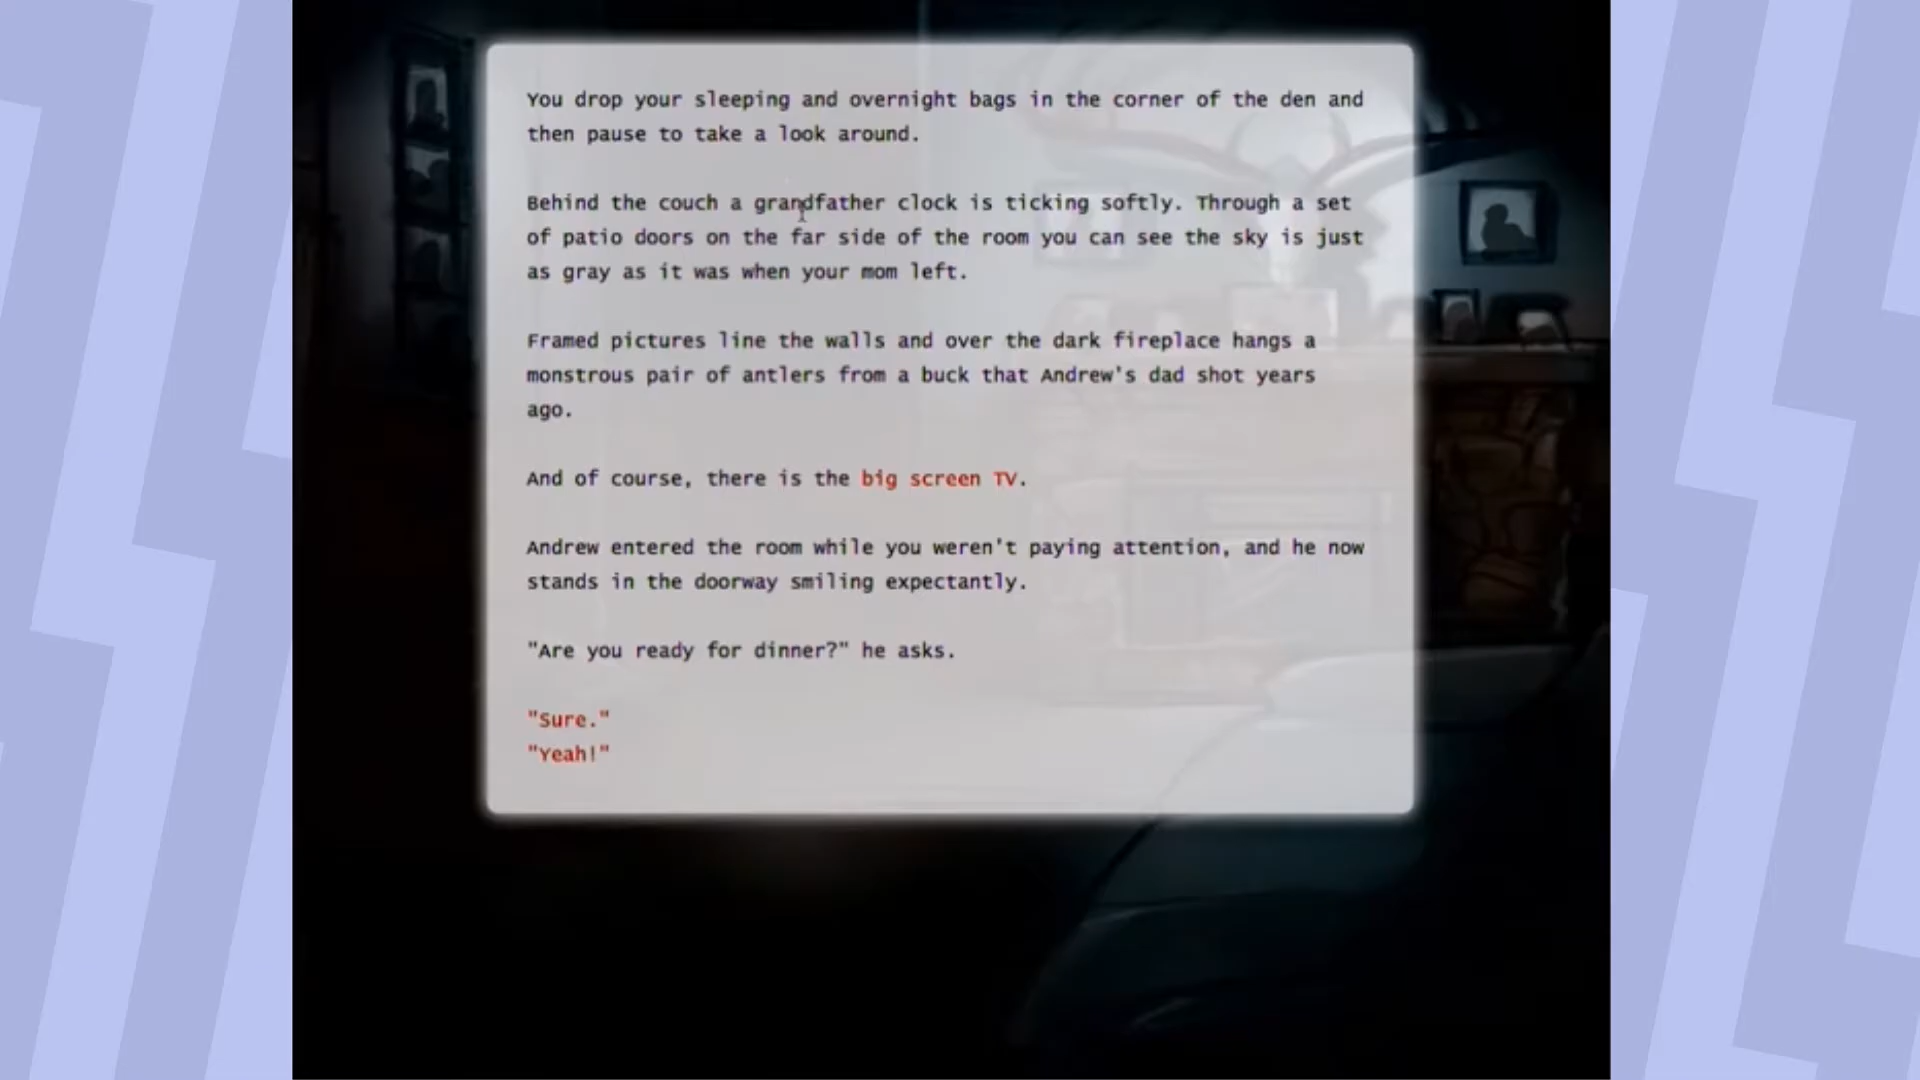 You drop your sleeping and overnight bags in the corner of the den and
then pause to take a look around.
Behind the couch a grandfather clock is ticking softly. Through a set
of patio doors on the far side of the room you can see the sky is just
as gray as it was when your mom left.
Framed pictures line the walls and over the dark fireplace hangs a
monstrous pair of antlers from a buck that Andrew's dad shot years
ago.
And of course, there is the big screen TV.
Andrew entered the room while you weren't paying attention, and he now
stands in the doorway smiling expectantly.
"Are you ready for dinner?" he asks.
"Sure."
"Yeah!"